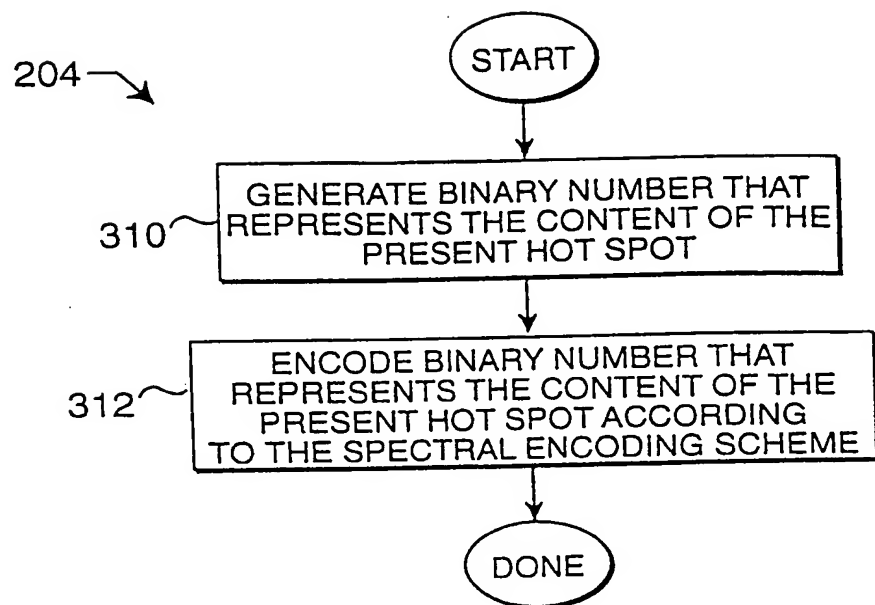 204
START
310
GENERATE BINARY NUMBER THAT
REPRESENTS THE CONTENT OF THE
PRESENT HOT SPOT
312
ENCODE BINARY NUMBER THAT
REPRESENTS THE CONTENT OF THE
PRESENT HOT SPOT ACCORDING
TO THE SPECTRAL ENCODING SCHEME
DONE